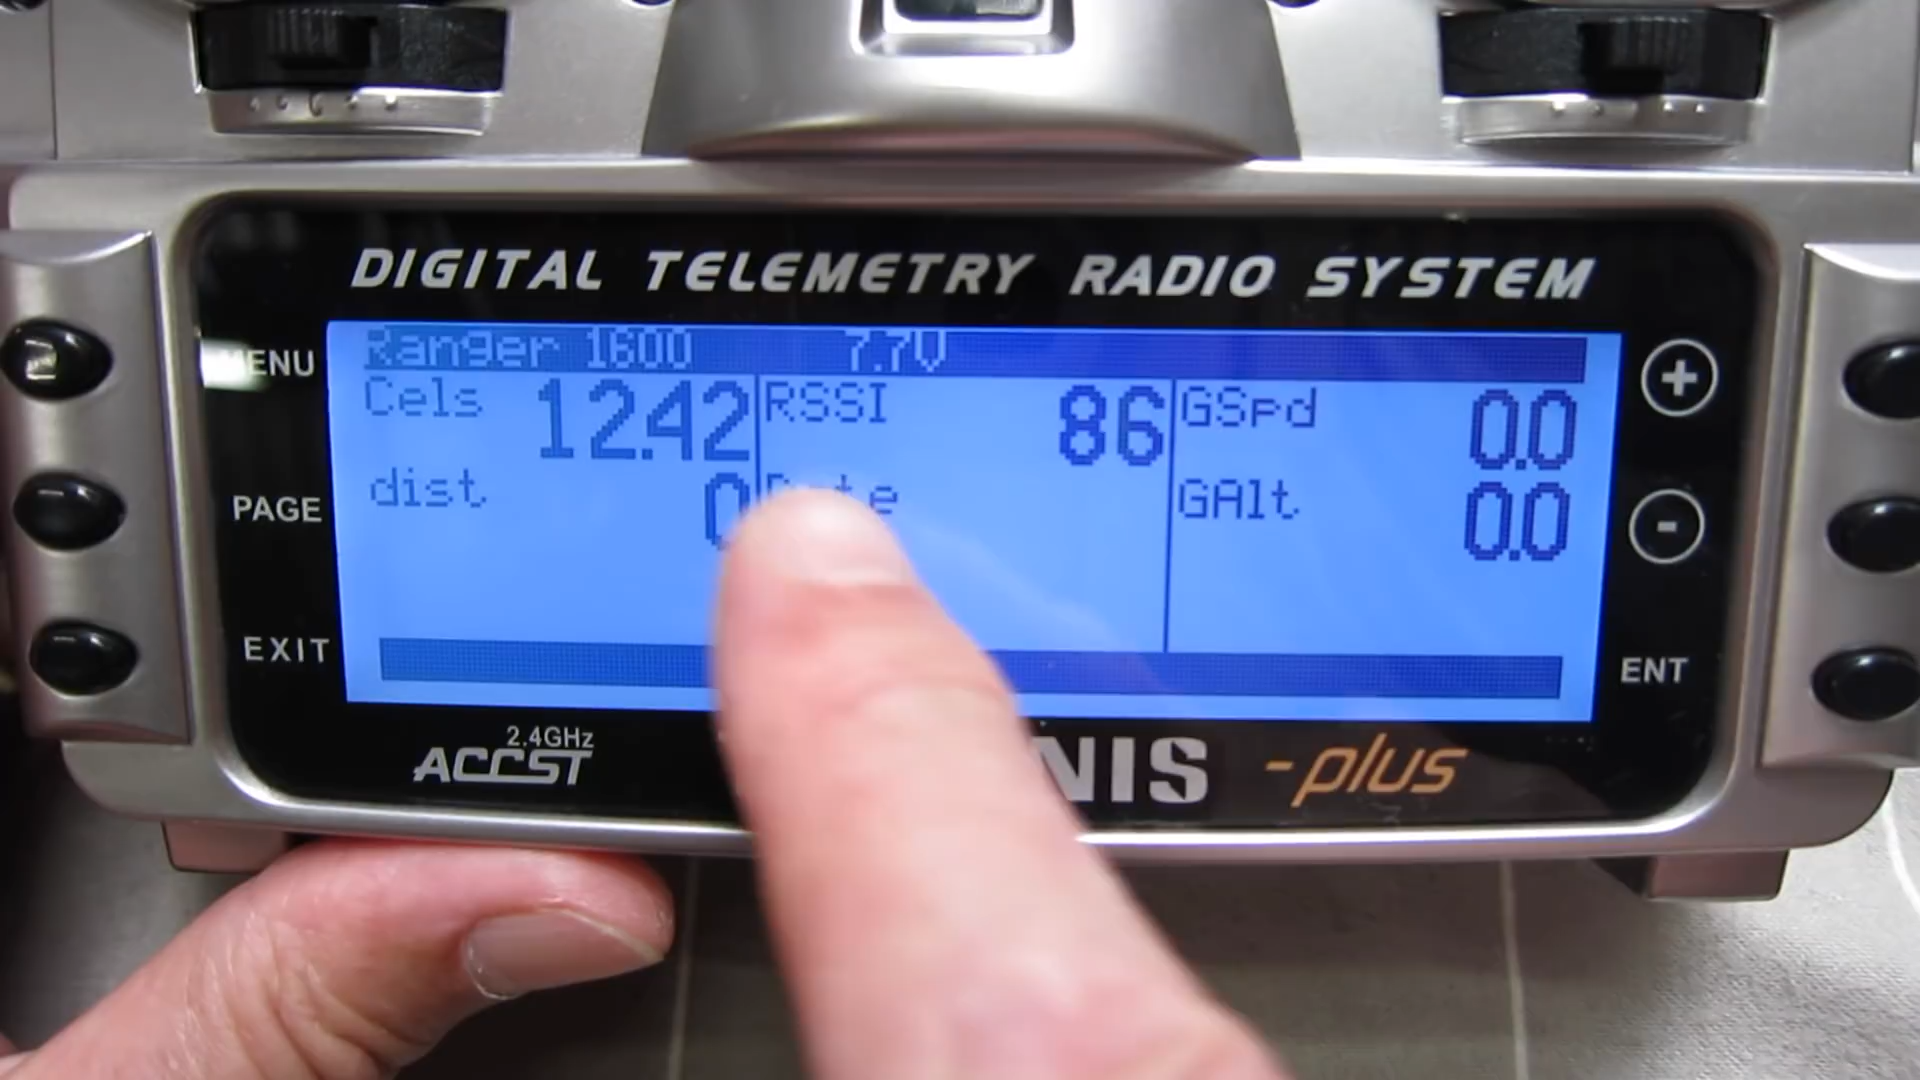 DIGITAL TELEMETRY RADIO SYSTEM
Ranger 1600 7.7V
MENU
Cels 12.42 RSSI 86 GSpd 0.0
+
PAGE
dist 0 GAlt 0.0
-
EXIT
ENT
2.4GHz
ACCST
NIS -plus